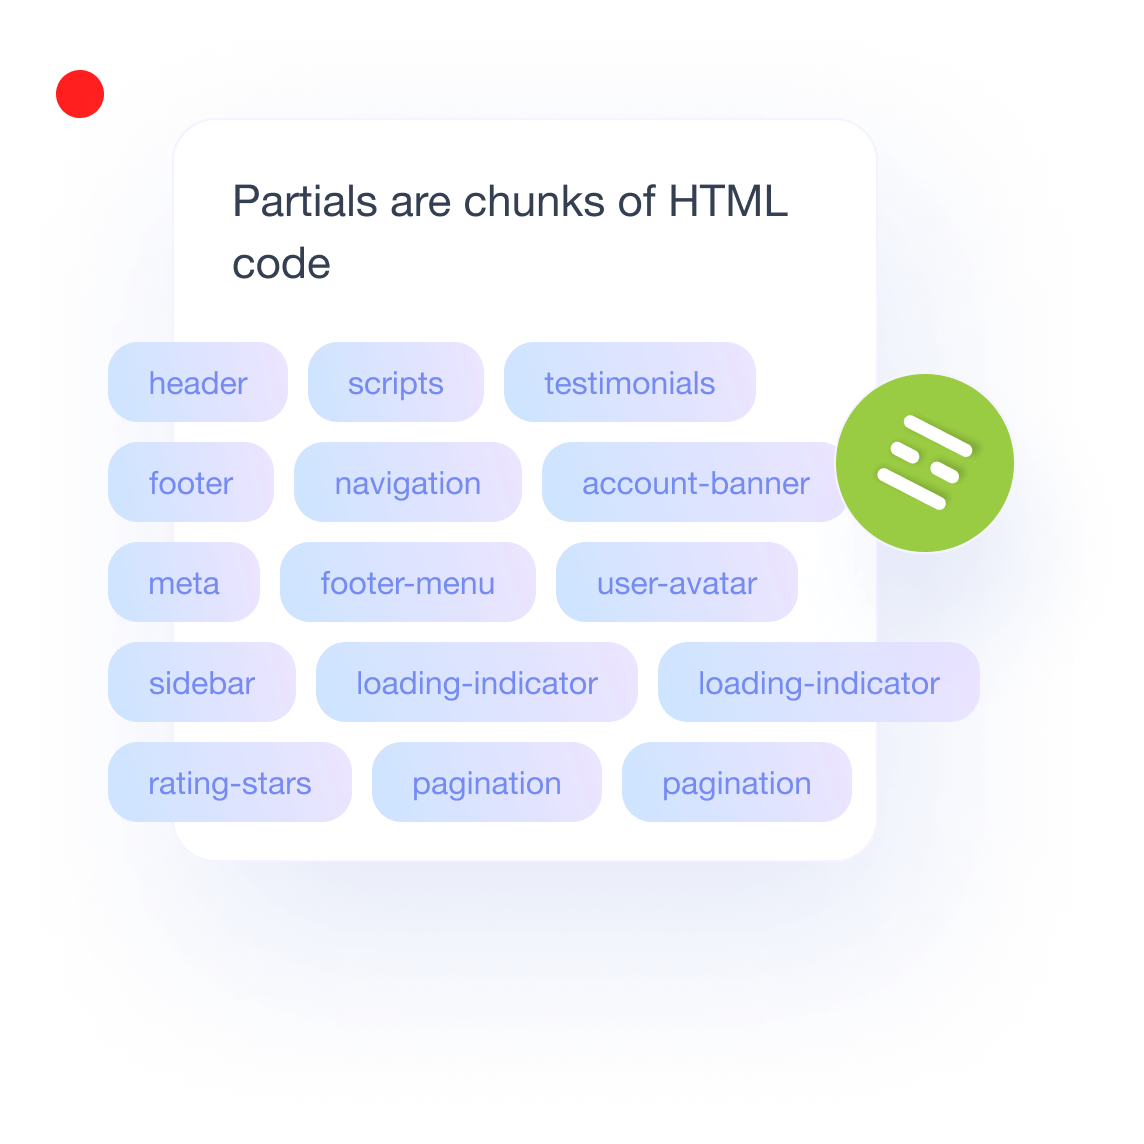 Partials are chunks of HTML
code
header scripts testimonials
footer navigation account-banner
meta footer-menu user-avatar
sidebar loading-indicator loading-indicator
rating-stars pagination pagination